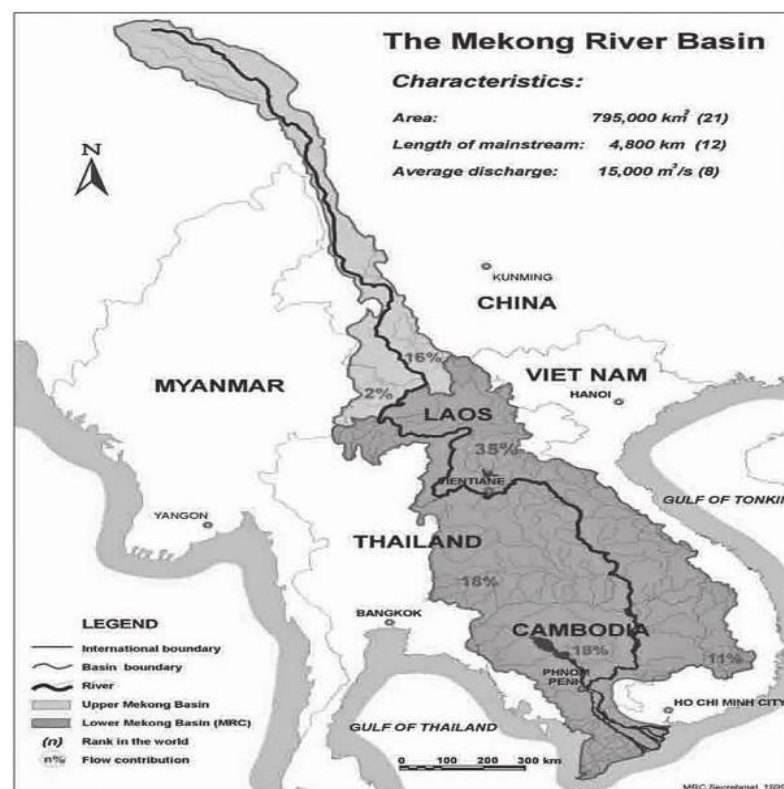 The Mekong River Basin
Characteristics:
Area: 795,000 km² (21)
Length of mainstream: 4,800 km (12)
Average discharge: 15,000 m³/s (8)
N
KUNMING
CHINA
16%
MYANMAR
2%
VIET NAM
HANOI
LAOS
35%
VIENTIANE
GULF OF TONKIN
YANGON
THAILAND
18%
BANGKOK
CAMBODIA
18%
11%
PHNOM
PENH
HO CHI MINH CITY
GULF OF THAILAND
LEGEND
International boundary
Basin boundary
River
Upper Mekong Basin
Lower Mekong Basin (MRC)
(n) Rank in the world
n% Flow contribution
0 100 200 300 km
MRC Secretariat,